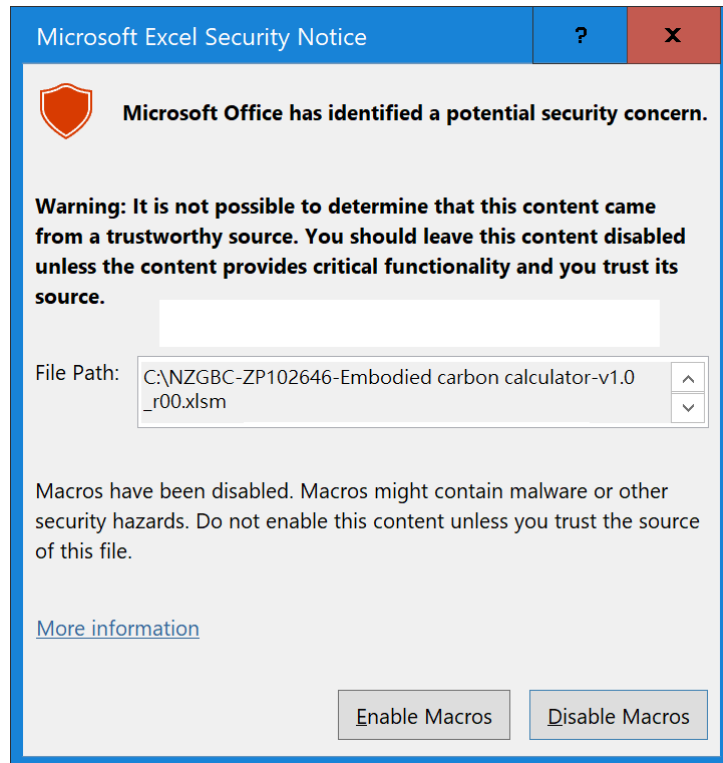 Microsoft Excel Security Notice
?
x
Microsoft Office has identified a potential security concern.
Warning: It is not possible to determine that this content came
from a trustworthy source. You should leave this content disabled
unless the content provides critical functionality and you trust its
source.
File Path:
C:\NZGBC-ZP102646-Embodied carbon calculator-v1.0
_r00.xlsm
Macros have been disabled. Macros might contain malware or other
security hazards. Do not enable this content unless you trust the source
of this file.
More information
Enable Macros
Disable Macros